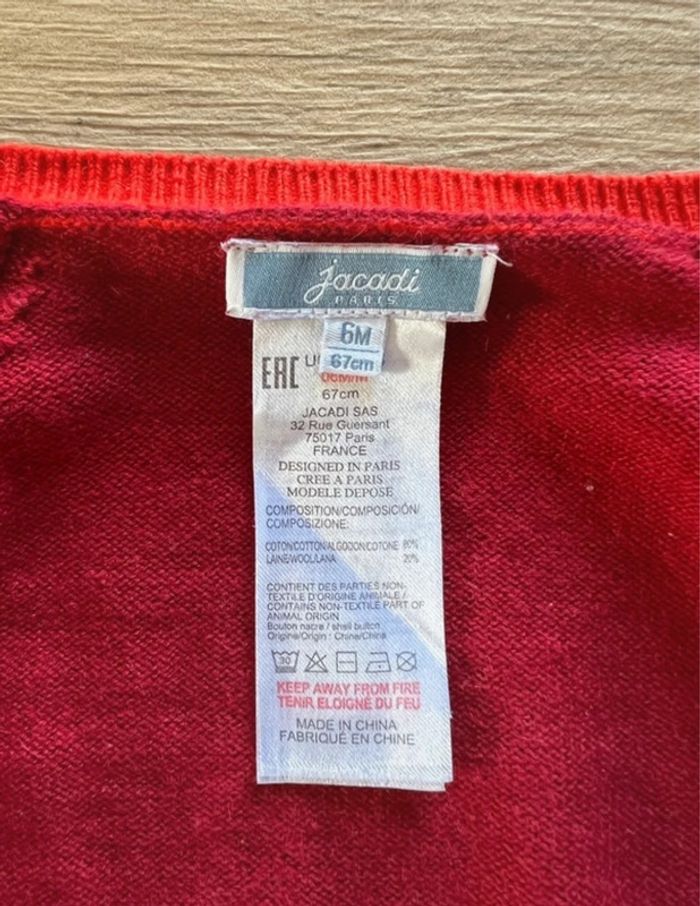 jacadi
PARIS
6M
67cm
EAC
06M/M
67cm
JACADI SAS
32 Rue Guersant
75017 Paris
FRANCE
DESIGNED IN PARIS
CREE A PARIS
MODELE DEPOSE
COMPOSITION/COMPOSICIÓN/
COMPOSIZIONE:
COTON/COTTON/ALGODON/COTONE 80%
LAINE/WOOL/LANA 20%
CONTIENT DES PARTIES NON-
TEXTILE D'ORIGINE ANIMALE /
CONTAINS NON-TEXTILE PART OF
ANIMAL ORIGIN
Bouton nacre / shell button
Origine/Origin : Chine/China
30
KEEP AWAY FROM FIRE
TENIR ELOIGNÉ DU FEU
MADE IN CHINA
FABRIQUÉ EN CHINE